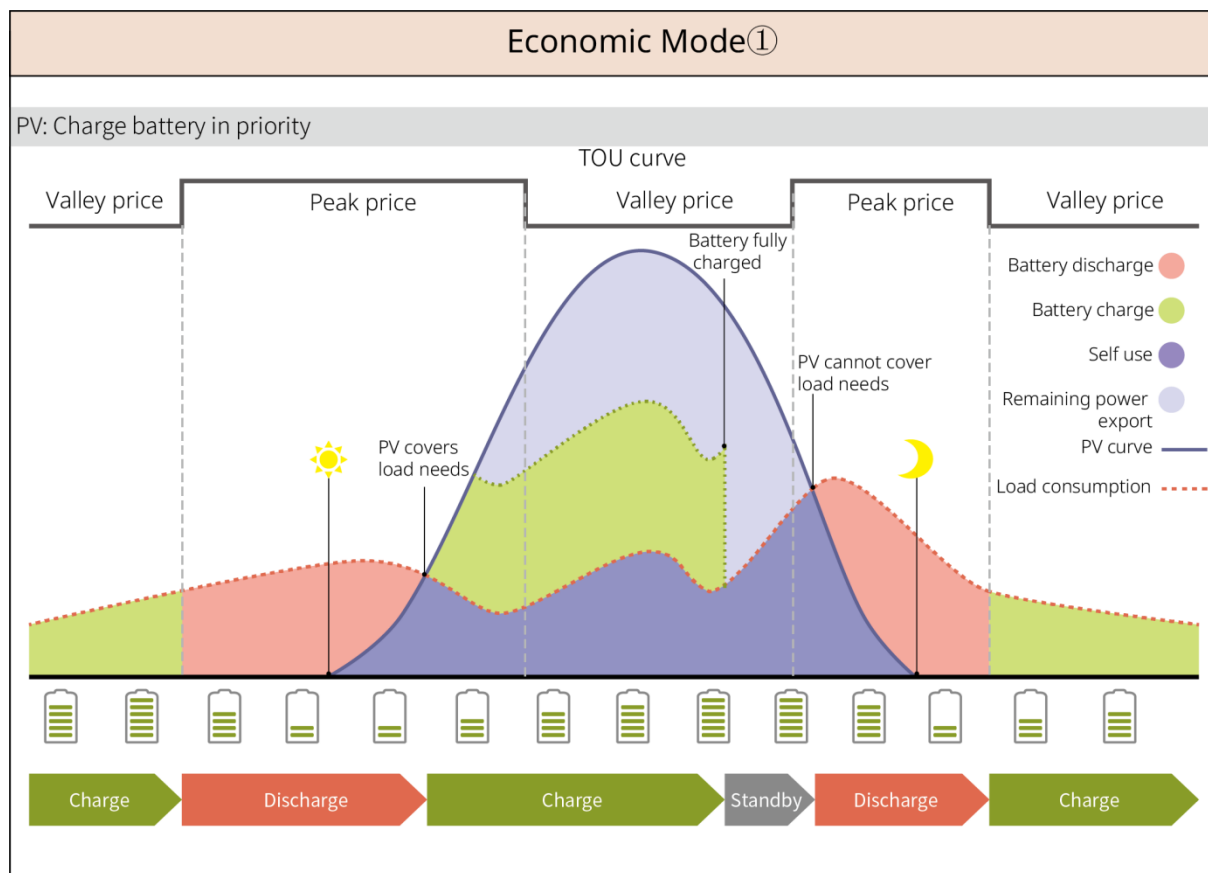 Economic Mode①
PV: Charge battery in priority
TOU curve
Valley price
Peak price
Valley price
Peak price
Valley price
Battery fully
charged
Battery discharge
Battery charge
Self use
Remaining power
export
PV curve
Load consumption
PV cannot cover
load needs
PV covers
load needs
Charge
Discharge
Charge
Standby
Discharge
Charge